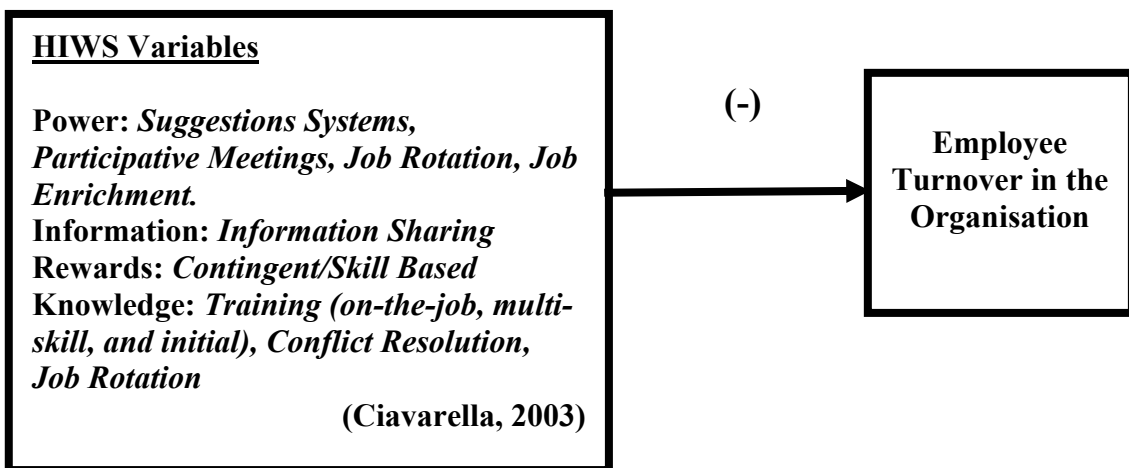 HIWS Variables
Power: Suggestions Systems,
Participative Meetings, Job Rotation, Job
Enrichment.
Information: Information Sharing
Rewards: Contingent/Skill Based
Knowledge: Training (on-the-job, multi-
skill, and initial), Conflict Resolution,
Job Rotation
(Ciavarella, 2003)
(-)
Employee
Turnover in the
Organisation